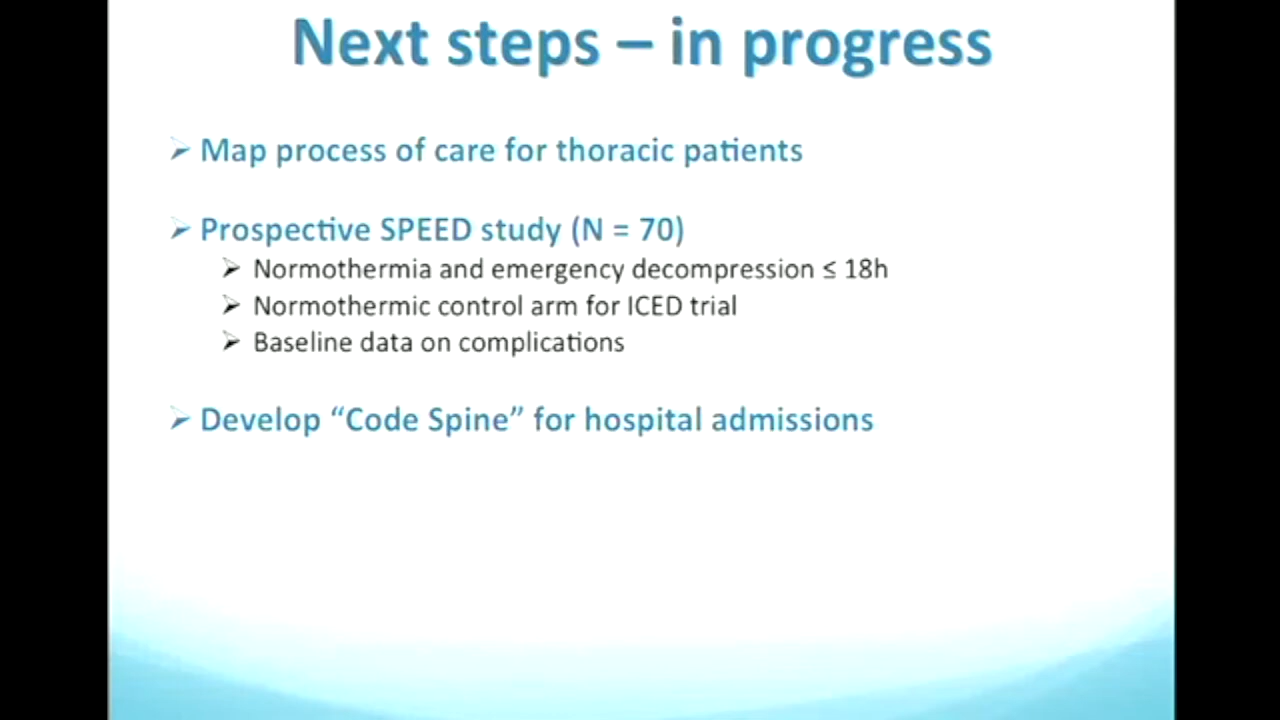 Next steps – in progress
Map process of care for thoracic patients
Prospective SPEED study (N = 70)
Normothermia and emergency decompression ≤ 18h
Normothermic control arm for ICED trial
Baseline data on complications
Develop “Code Spine” for hospital admissions